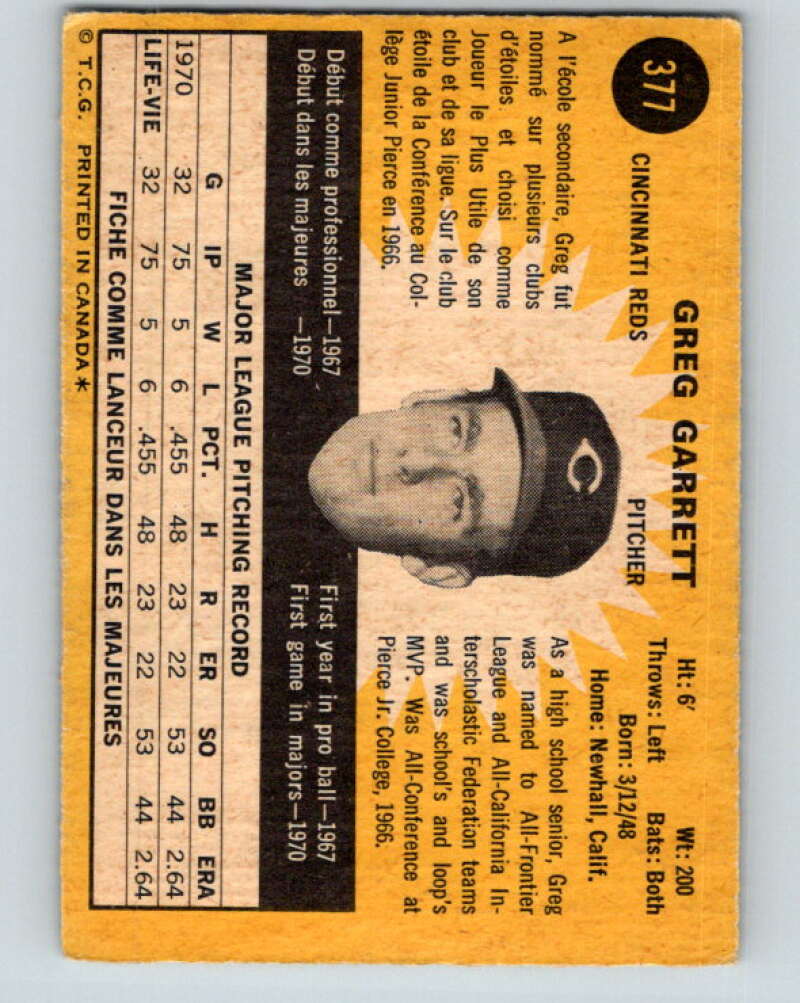 377
GREG GARRETT
CINCINNATI REDS
PITCHER
Ht: 6′ Wt: 200
Throws: Left Bats: Both
Born: 3/12/48
Home: Newhall, Calif.
A l'école secondaire, Greg fut
nommé sur plusieurs clubs
d'étoiles et choisi comme
Joueur le Plus Utile de son
club et de sa ligue. Sur le club
étoile de la Conférence au Col-
lège Junior Pierce en 1966.
C
As a high school senior, Greg
was named to All-Frontier
League and All-California In-
terscholastic Federation teams
and was school's and loop's
MVP. Was All-Conference at
Pierce Jr. College, 1966.
Début comme professionnel—1967
Début dans les majeures —1970
First year in pro ball—1967
First game in majors—1970
MAJOR LEAGUE PITCHING RECORD
G IP W L PCT. H R ER SO BB ERA
1970 32 75 5 6 .455 48 23 22 53 44 2.64
LIFE-VIE 32 75 5 6 .455 48 23 22 53 44 2.64
FICHE COMME LANCEUR DANS LES MAJEURES
© T.C.G. PRINTED IN CANADA*